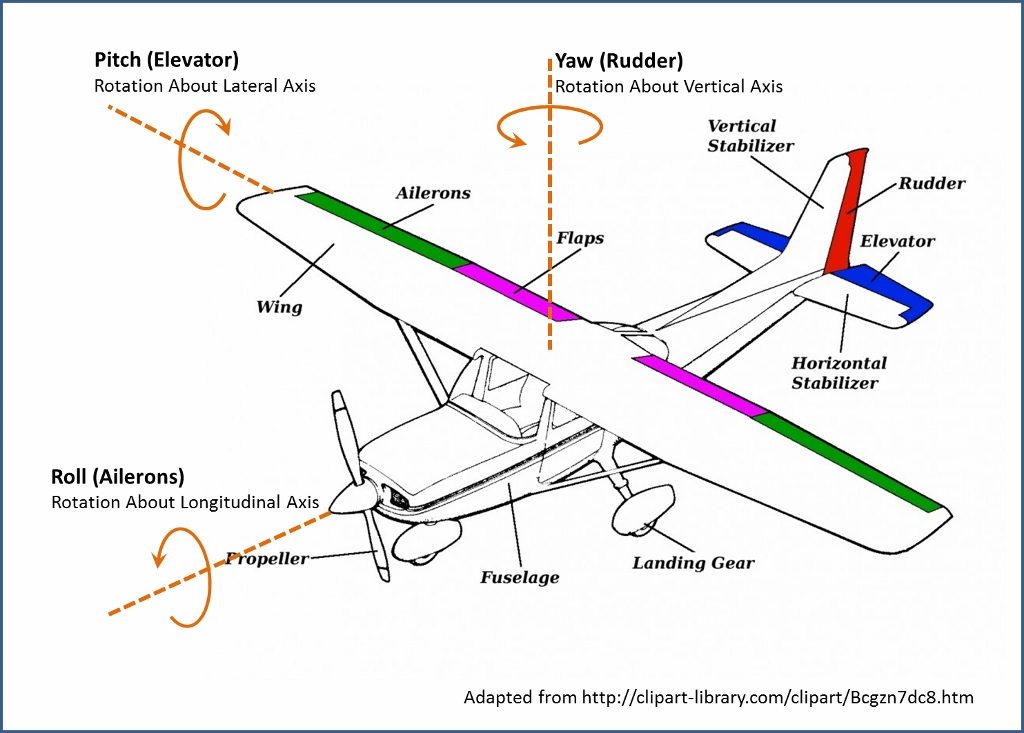 Pitch (Elevator)
Rotation About Lateral Axis
Yaw (Rudder)
Rotation About Vertical Axis
Vertical
Stabilizer
Ailerons
Rudder
Flaps
Elevator
Wing
Horizontal
Stabilizer
Roll (Ailerons)
Rotation About Longitudinal Axis
Propeller
Fuselage
Landing Gear
Adapted from http://clipart-library.com/clipart/Bcgzn7dc8.htm